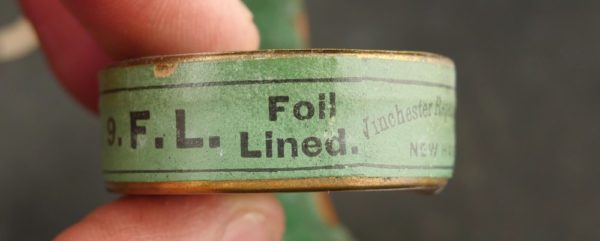 9. F. L.
Foil
Lined.
Winchester
NEW